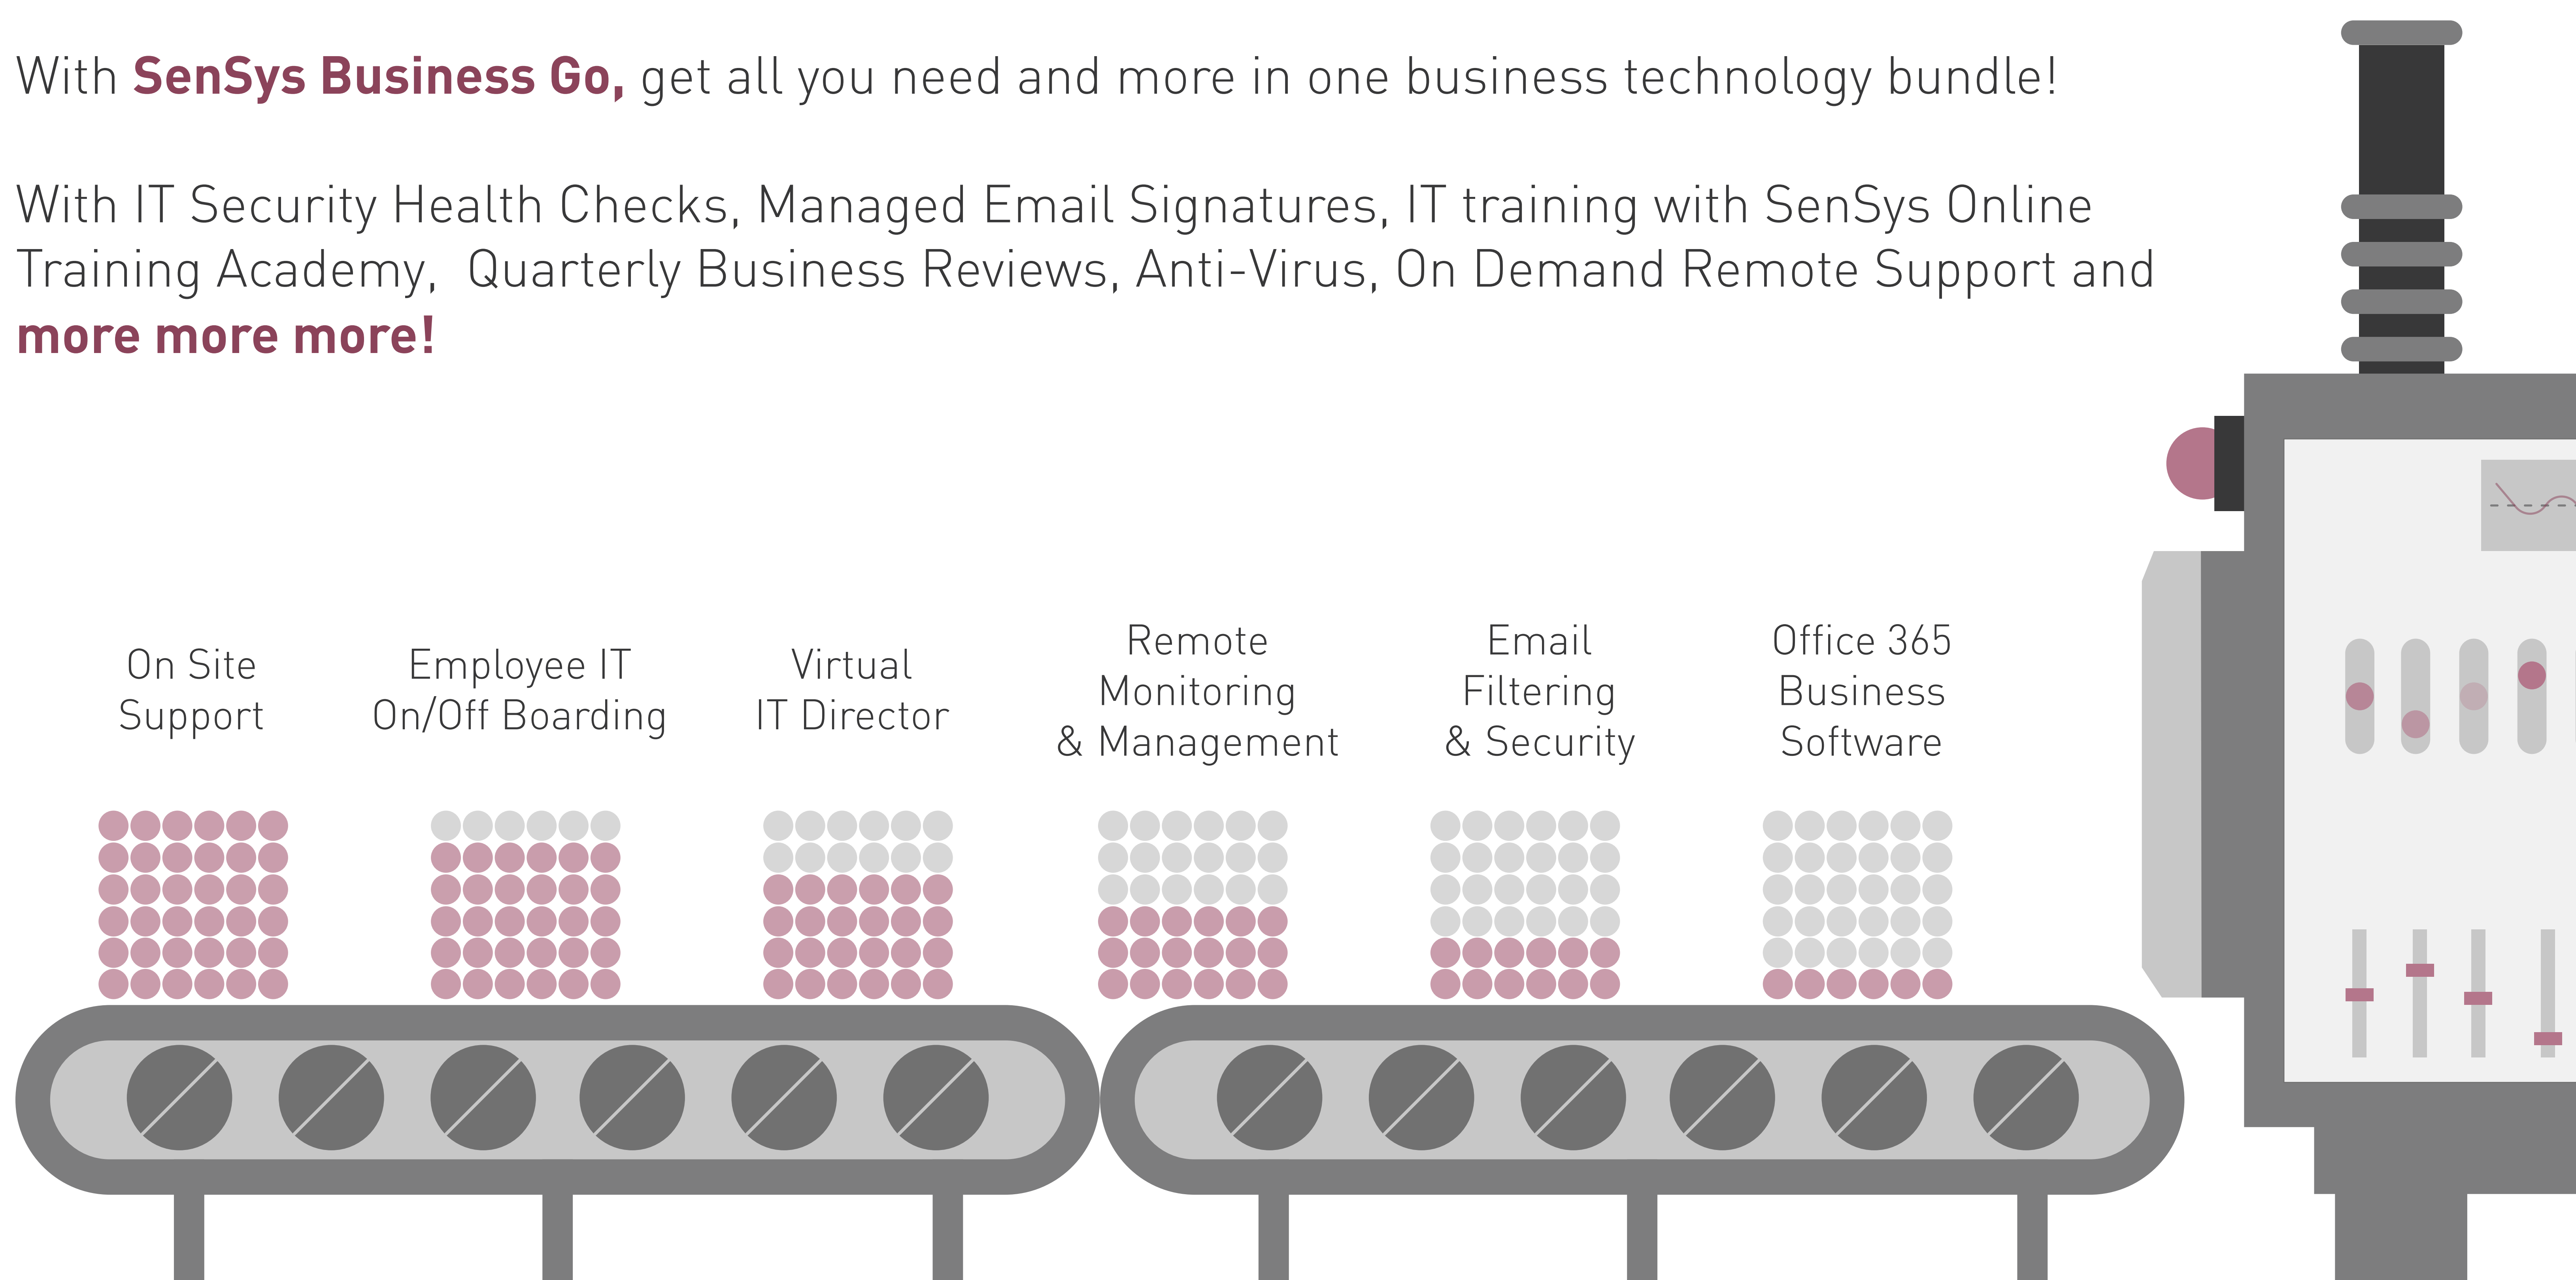 With SenSys Business Go, get all you need and more in one business technology bundle!
With IT Security Health Checks, Managed Email Signatures, IT training with SenSys Online
Training Academy,  Quarterly Business Reviews, Anti-Virus, On Demand Remote Support and
more more more!
On Site
Support
Employee IT
On/Off Boarding
Virtual
IT Director
Remote
Monitoring
& Management
Email
Filtering
& Security
Office 365
Business
Software